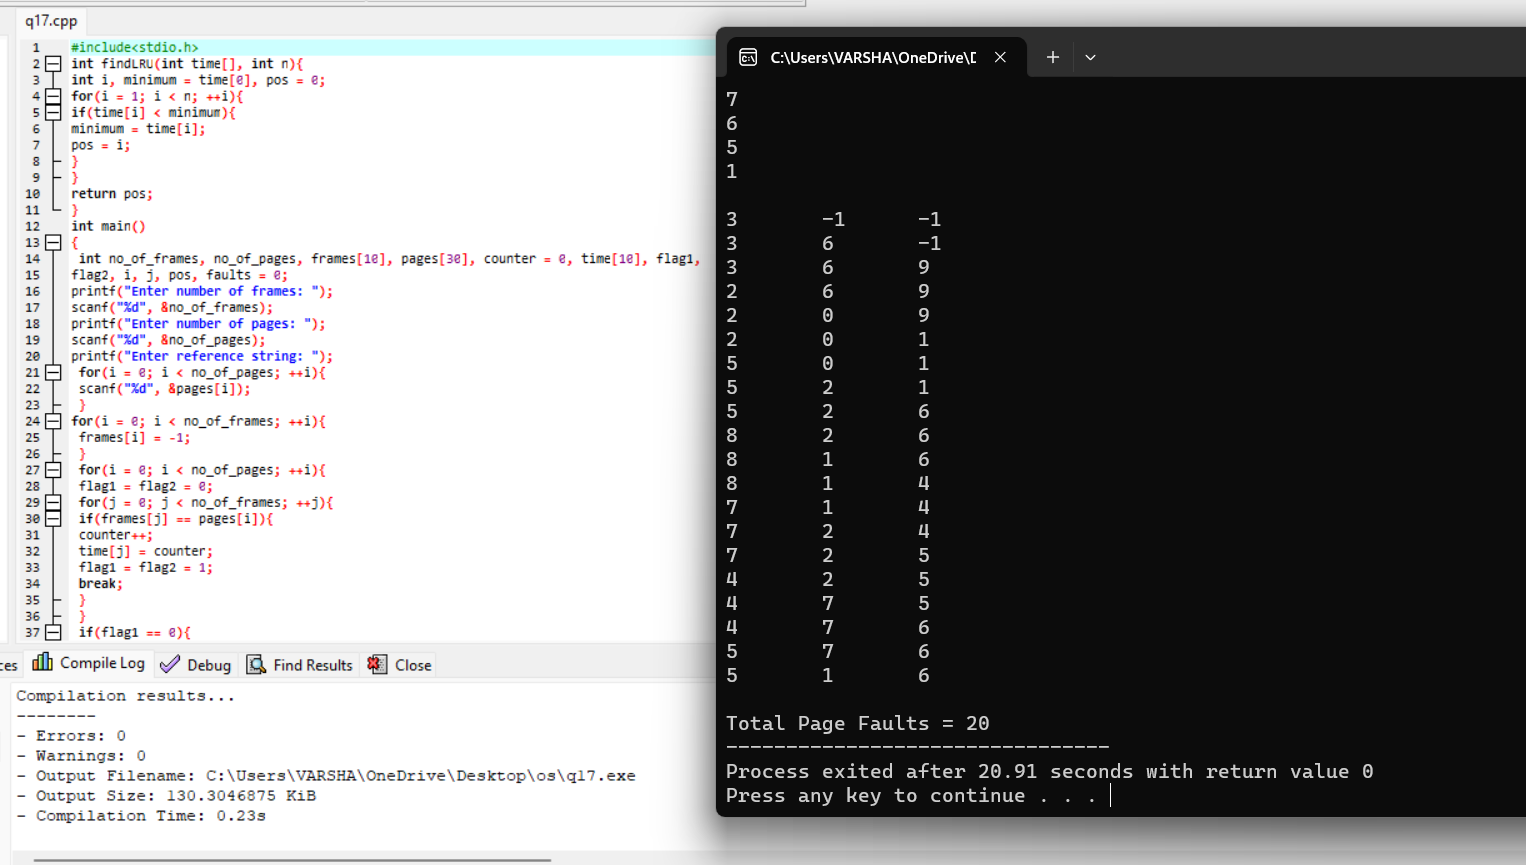 q17.cpp
1 #include<stdio.h>
2 int findLRU(int time[], int n){
3 int i, minimum = time[0], pos = 0;
4 for(i = 1; i < n; ++i){
5 if(time[i] < minimum){
6 minimum = time[i];
7 pos = i;
8 }
9 }
10 return pos;
11 }
12 int main()
13 {
14 int no_of_frames, no_of_pages, frames[10], pages[30], counter = 0, time[10], flag1,
15 flag2, i, j, pos, faults = 0;
16 printf("Enter number of frames: ");
17 scanf("%d", &no_of_frames);
18 printf("Enter number of pages: ");
19 scanf("%d", &no_of_pages);
20 printf("Enter reference string: ");
21 for(i = 0; i < no_of_pages; ++i){
22 scanf("%d", &pages[i]);
23 }
24 for(i = 0; i < no_of_frames; ++i){
25 frames[i] = -1;
26 }
27 for(i = 0; i < no_of_pages; ++i){
28 flag1 = flag2 = 0;
29 for(j = 0; j < no_of_frames; ++j){
30 if(frames[j] == pages[i]){
31 counter++;
32 time[j] = counter;
33 flag1 = flag2 = 1;
34 break;
35 }
36 }
37 if(flag1 == 0){
ces Compile Log Debug Find Results Close
Compilation results...
--------
- Errors: 0
- Warnings: 0
- Output Filename: C:\Users\VARSHA\OneDrive\Desktop\os\q17.exe
- Output Size: 130.3046875 KiB
- Compilation Time: 0.23s
C:\Users\VARSHA\OneDrive\D
7
6
5
1
3 -1 -1
3 6 -1
3 6 9
2 6 9
2 0 9
2 0 1
5 0 1
5 2 1
5 2 6
8 2 6
8 1 6
8 1 4
7 1 4
7 2 4
7 2 5
4 2 5
4 7 5
4 7 6
5 7 6
5 1 6
Total Page Faults = 20
--------------------------------
Process exited after 20.91 seconds with return value 0
Press any key to continue . . .